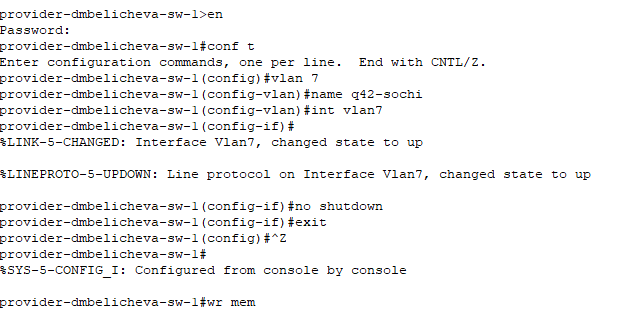 provider-dmbelicheva-sw-1>en
Password:
provider-dmbelicheva-sw-1#conf t
Enter configuration commands, one per line.  End with CNTL/Z.
provider-dmbelicheva-sw-1(config)#vlan 7
provider-dmbelicheva-sw-1(config-vlan)#name q42-sochi
provider-dmbelicheva-sw-1(config-vlan)#int vlan7
provider-dmbelicheva-sw-1(config-if)#
%LINK-5-CHANGED: Interface Vlan7, changed state to up
%LINEPROTO-5-UPDOWN: Line protocol on Interface Vlan7, changed state to up
provider-dmbelicheva-sw-1(config-if)#no shutdown
provider-dmbelicheva-sw-1(config-if)#exit
provider-dmbelicheva-sw-1(config)#^Z
provider-dmbelicheva-sw-1#
%SYS-5-CONFIG_I: Configured from console by console
provider-dmbelicheva-sw-1#wr mem